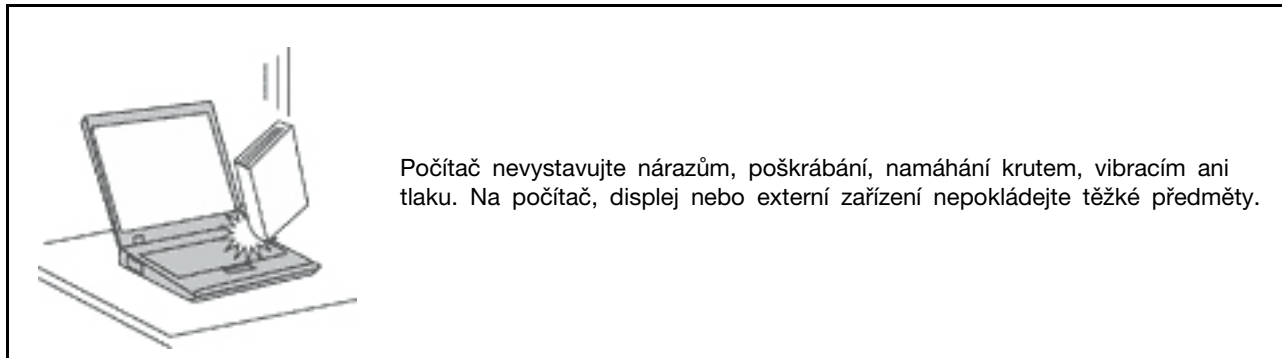 Počítač nevystavujte nárazům, poškrábání, namáhání krutem, vibracím ani
tlaku. Na počítač, displej nebo externí zařízení nepokládejte těžké předměty.